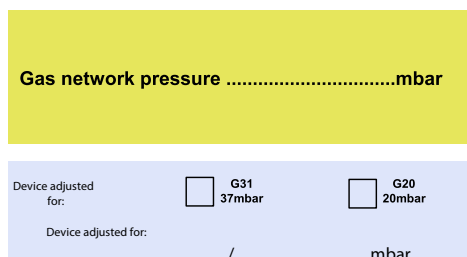 Gas network pressure ................................mbar
Device adjusted for:
G31
37mbar
G20
20mbar
Device adjusted for:
/ mbar